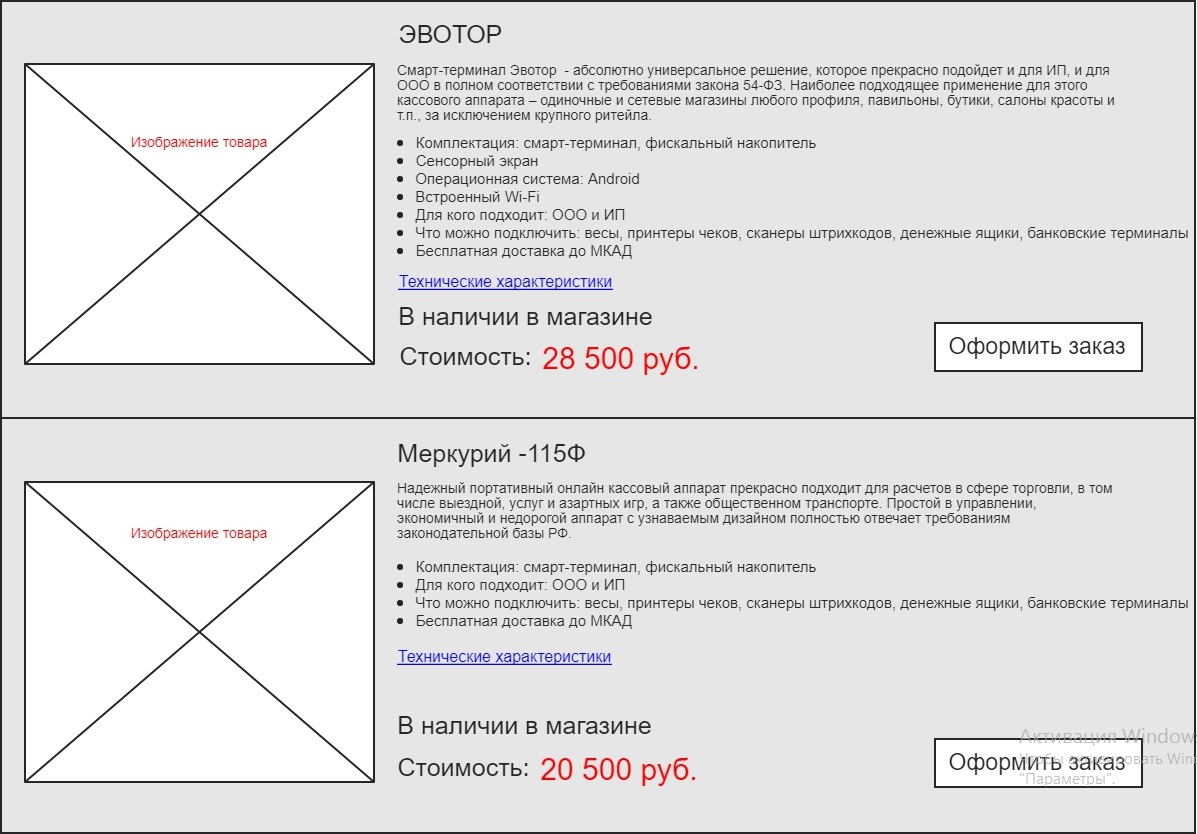 ЭВОТОР
Смарт-терминал Эвотор - абсолютно универсальное решение, которое прекрасно подойдет и для ИП, и для
ООО в полном соответствии с требованиями закона 54-ФЗ. Наиболее подходящее применение для этого
кассового аппарата – одиночные и сетевые магазины любого профиля, павильоны, бутики, салоны красоты и
т.п., за исключением крупного ритейла.
Изображение товара
Комплектация: смарт-терминал, фискальный накопитель
Сенсорный экран
Операционная система: Android
Встроенный Wi-Fi
Для кого подходит: ООО и ИП
Что можно подключить: весы, принтеры чеков, сканеры штрихкодов, денежные ящики, банковские терминалы
Бесплатная доставка до МКАД
Технические характеристики
В наличии в магазине
Стоимость: 28 500 руб.
Оформить заказ
Меркурий -115Ф
Надежный портативный онлайн кассовый аппарат прекрасно подходит для расчетов в сфере торговли, в том
числе выездной, услуг и азартных игр, а также общественном транспорте. Простой в управлении,
экономичный и недорогой аппарат с узнаваемым дизайном полностью отвечает требованиям
законодательной базы РФ.
Изображение товара
Комплектация: смарт-терминал, фискальный накопитель
Для кого подходит: ООО и ИП
Что можно подключить: весы, принтеры чеков, сканеры штрихкодов, денежные ящики, банковские терминалы
Бесплатная доставка до МКАД
Технические характеристики
В наличии в магазине
Стоимость: 20 500 руб.
Оформить заказ
Активация Window
Чтобы вать Win
"Параметры".